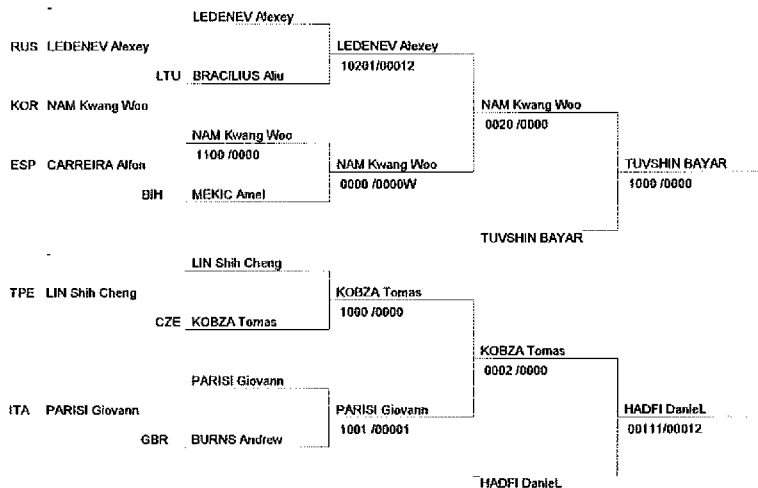 LEDENEV Alexey
RUS LEDENEV Alexey
LEDENEV Alexey
10201/00012
LTU BRACILIUS Aliu
KOR NAM Kwang Woo
NAM Kwang Woo
0020 /0000
NAM Kwang Woo
1100 /0000
ESP CARREIRA Alfon
NAM Kwang Woo
0000 /0000W
TUVSHIN BAYAR
1000 /0000
BIH MEKIC Amel
TUVSHIN BAYAR
LIN Shih Cheng
TPE LIN Shih Cheng
KOBZA Tomas
1000 /0000
CZE KOBZA Tomas
KOBZA Tomas
0002 /0000
PARISI Giovann
ITA PARISI Giovann
PARISI Giovann
1001 /00001
HADFI DanieL
00111/00012
GBR BURNS Andrew
HADFI DanieL